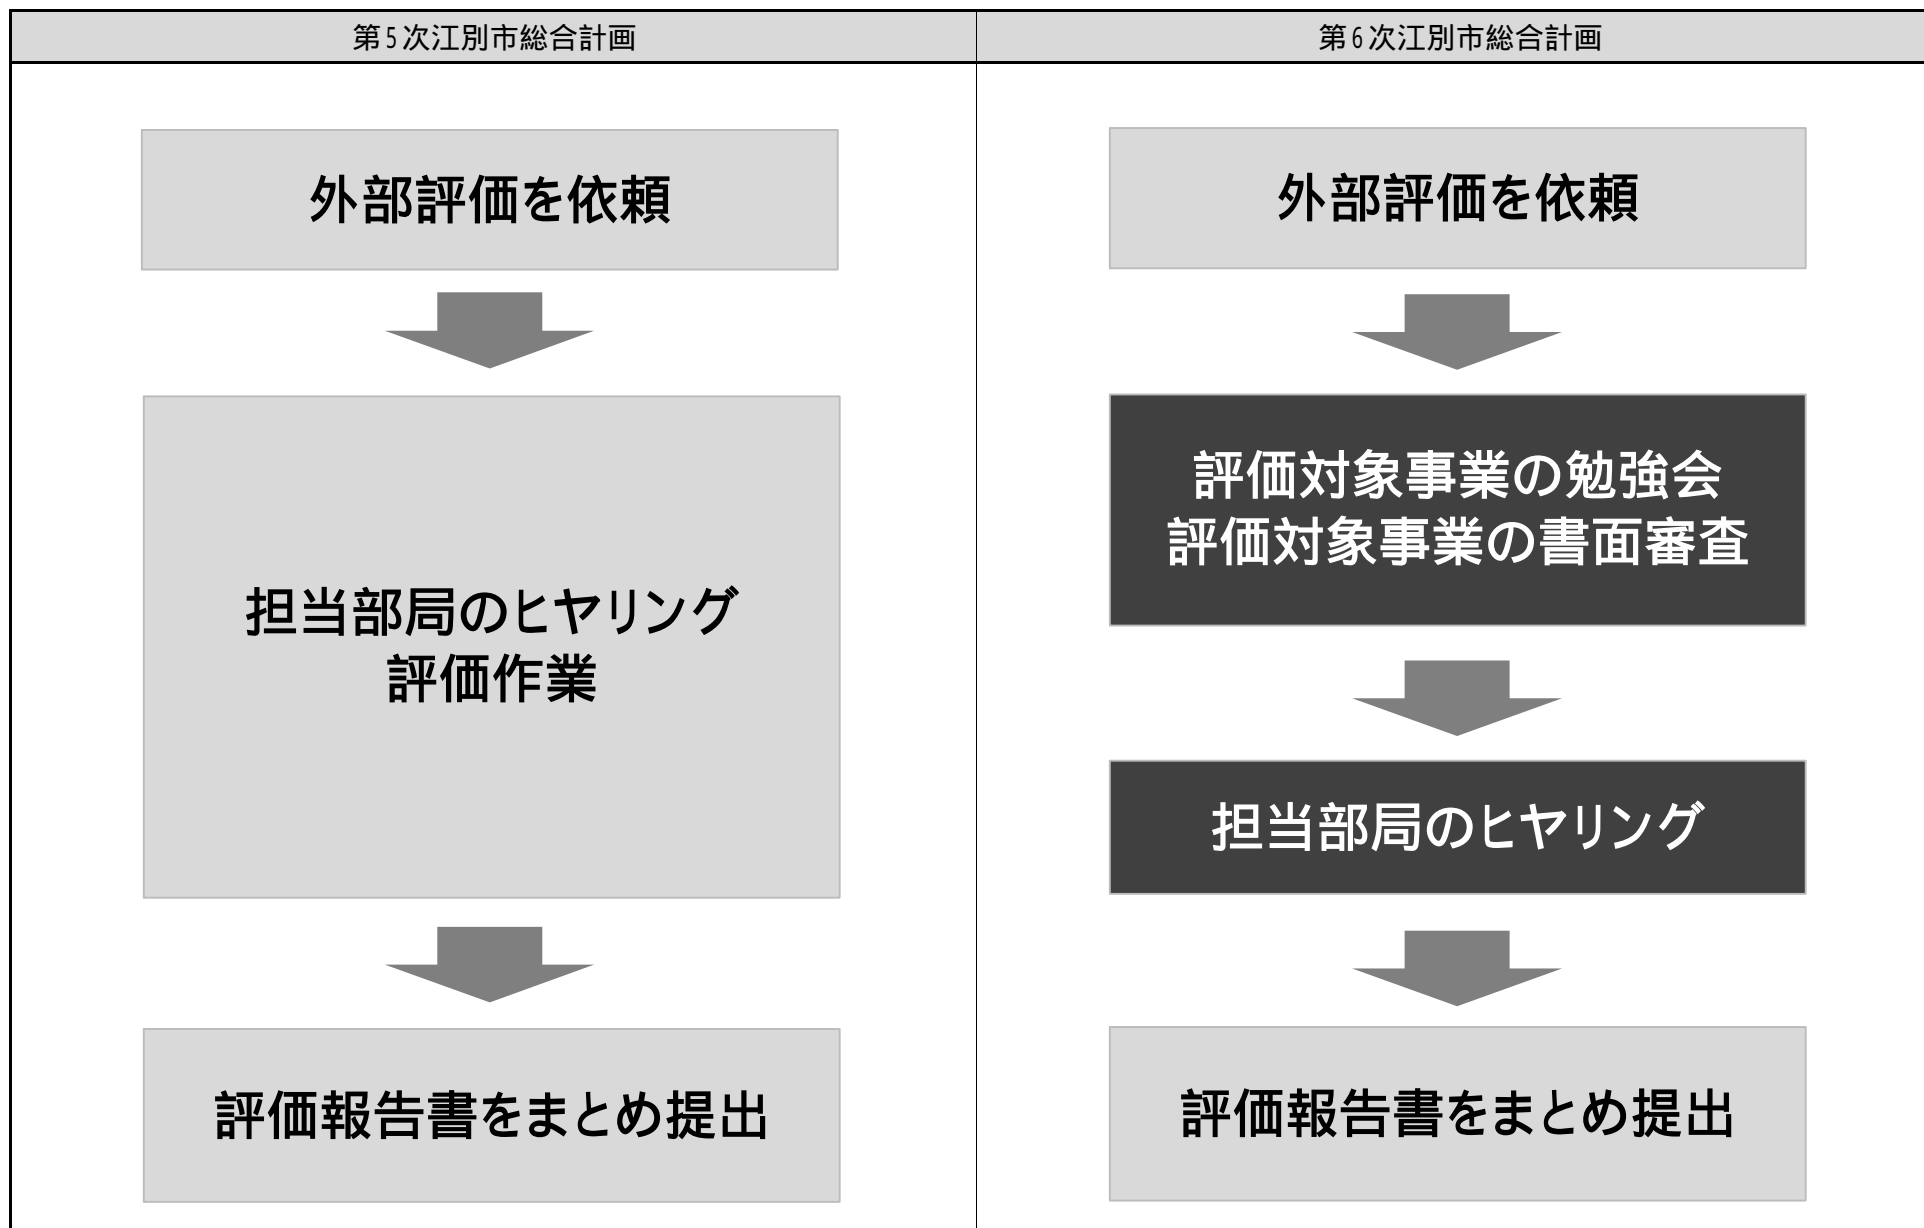 第5次江別市総合計画
外部評価を依頼
担当部局のヒヤリング
評価作業
評価報告書をまとめ提出
第6次江別市総合計画
外部評価を依頼
評価対象事業の勉強会
評価対象事業の書面審査
担当部局のヒヤリング
評価報告書をまとめ提出